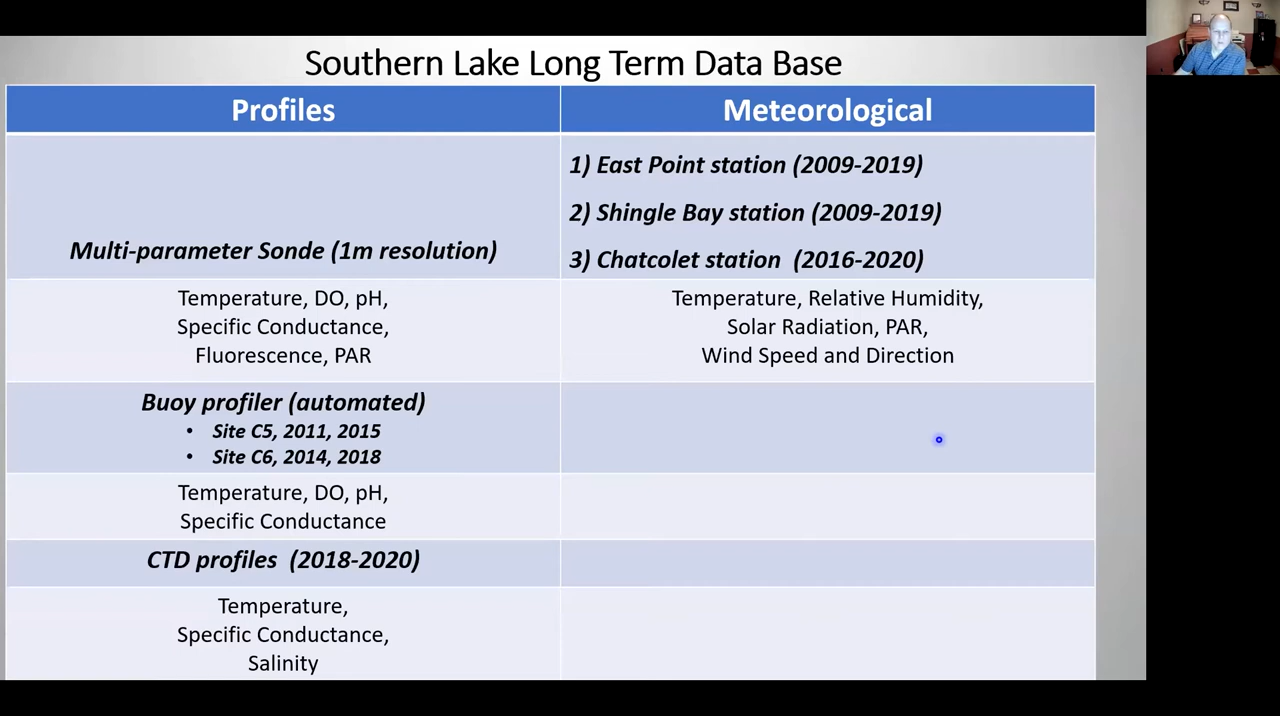 Southern Lake Long Term Data Base
Profiles
Meteorological
Multi-parameter Sonde (1m resolution)
1) East Point station (2009-2019)
2) Shingle Bay station (2009-2019)
3) Chatcolet station (2016-2020)
Temperature, DO, pH,
Specific Conductance,
Fluorescence, PAR
Temperature, Relative Humidity,
Solar Radiation, PAR,
Wind Speed and Direction
Buoy profiler (automated)
• Site C5, 2011, 2015
• Site C6, 2014, 2018
Temperature, DO, pH,
Specific Conductance
CTD profiles (2018-2020)
Temperature,
Specific Conductance,
Salinity